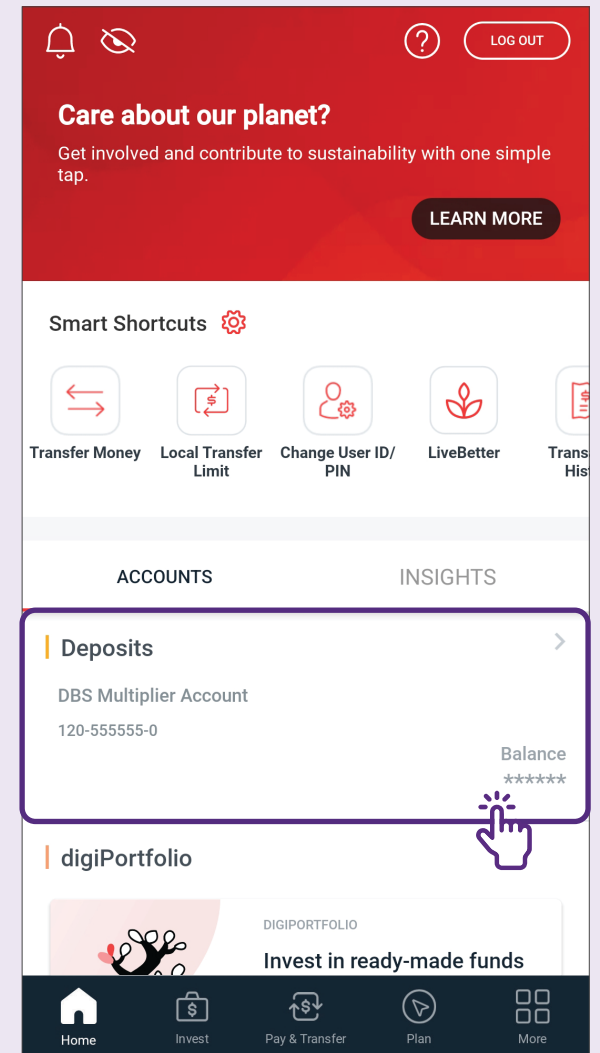 LOG OUT
Care about our planet?
Get involved and contribute to sustainability with one simple
tap.
LEARN MORE
Smart Shortcuts
Transfer Money
Local Transfer
Limit
Change User ID/
PIN
LiveBetter
Trans
His
ACCOUNTS
INSIGHTS
Deposits
DBS Multiplier Account
120-555555-0
Balance
******
digiPortfolio
DIGIPORTFOLIO
Invest in ready-made funds
Home
Invest
Pay & Transfer
Plan
More